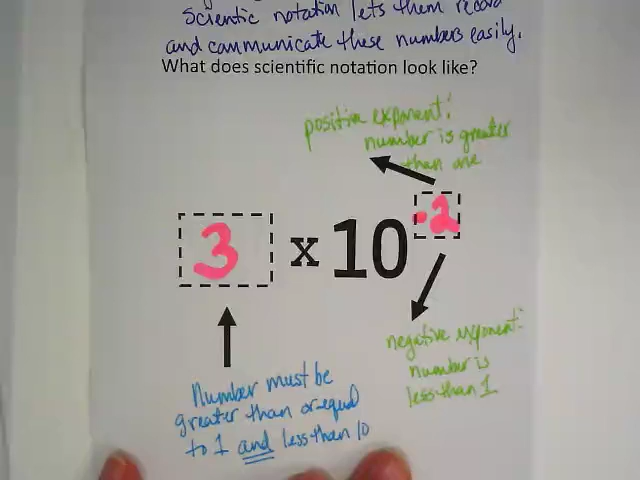 Scientic notation lets them record
and communicate these numbers easily.
What does scientific notation look like?
positive exponent:
number is greater
than one
3 x 10 -2
negative exponent:
number is
less than 1
Number must be
greater than or equal
to 1 and less than 10